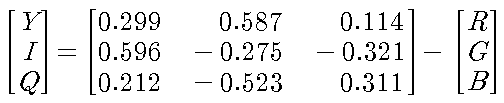 [Y] = [0.299 0.587 0.114] − [R]
[I] = [0.596 − 0.275 − 0.321] − [G]
[Q] = [0.212 − 0.523 0.311] − [B]